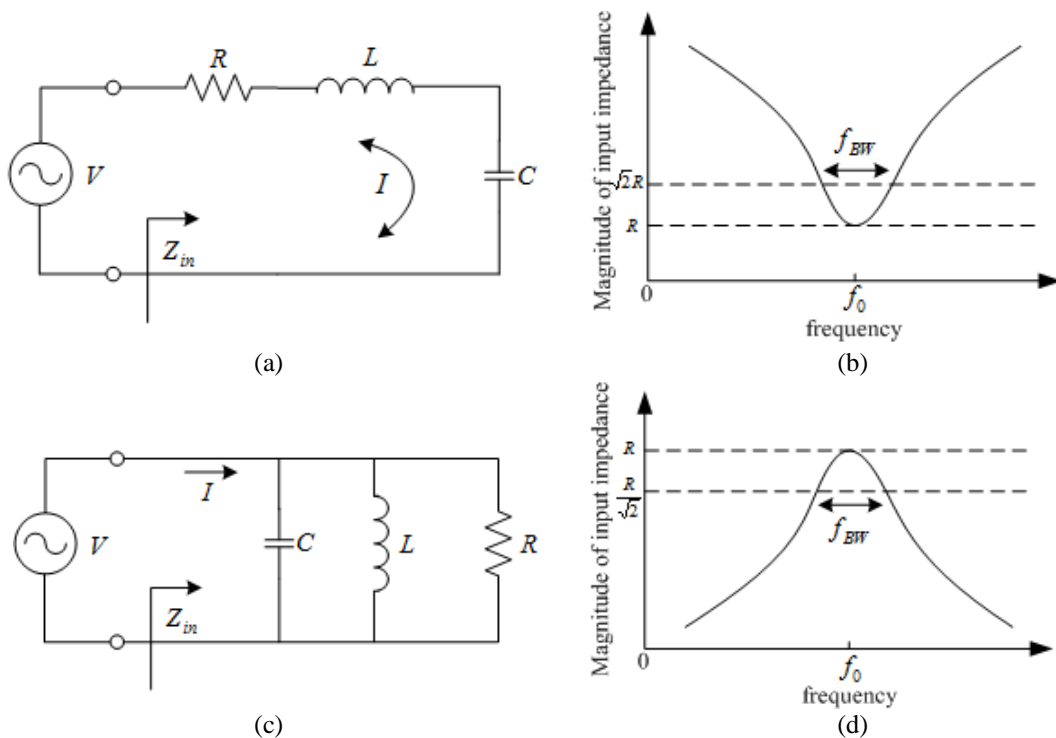 R
L
V
I
C
Z_in
(a)
Magnitude of input impedance
f_BW
√2R
R
0
f_0
frequency
(b)
I
V
C
L
R
Z_in
(c)
Magnitude of input impedance
R
R/√2
f_BW
0
f_0
frequency
(d)